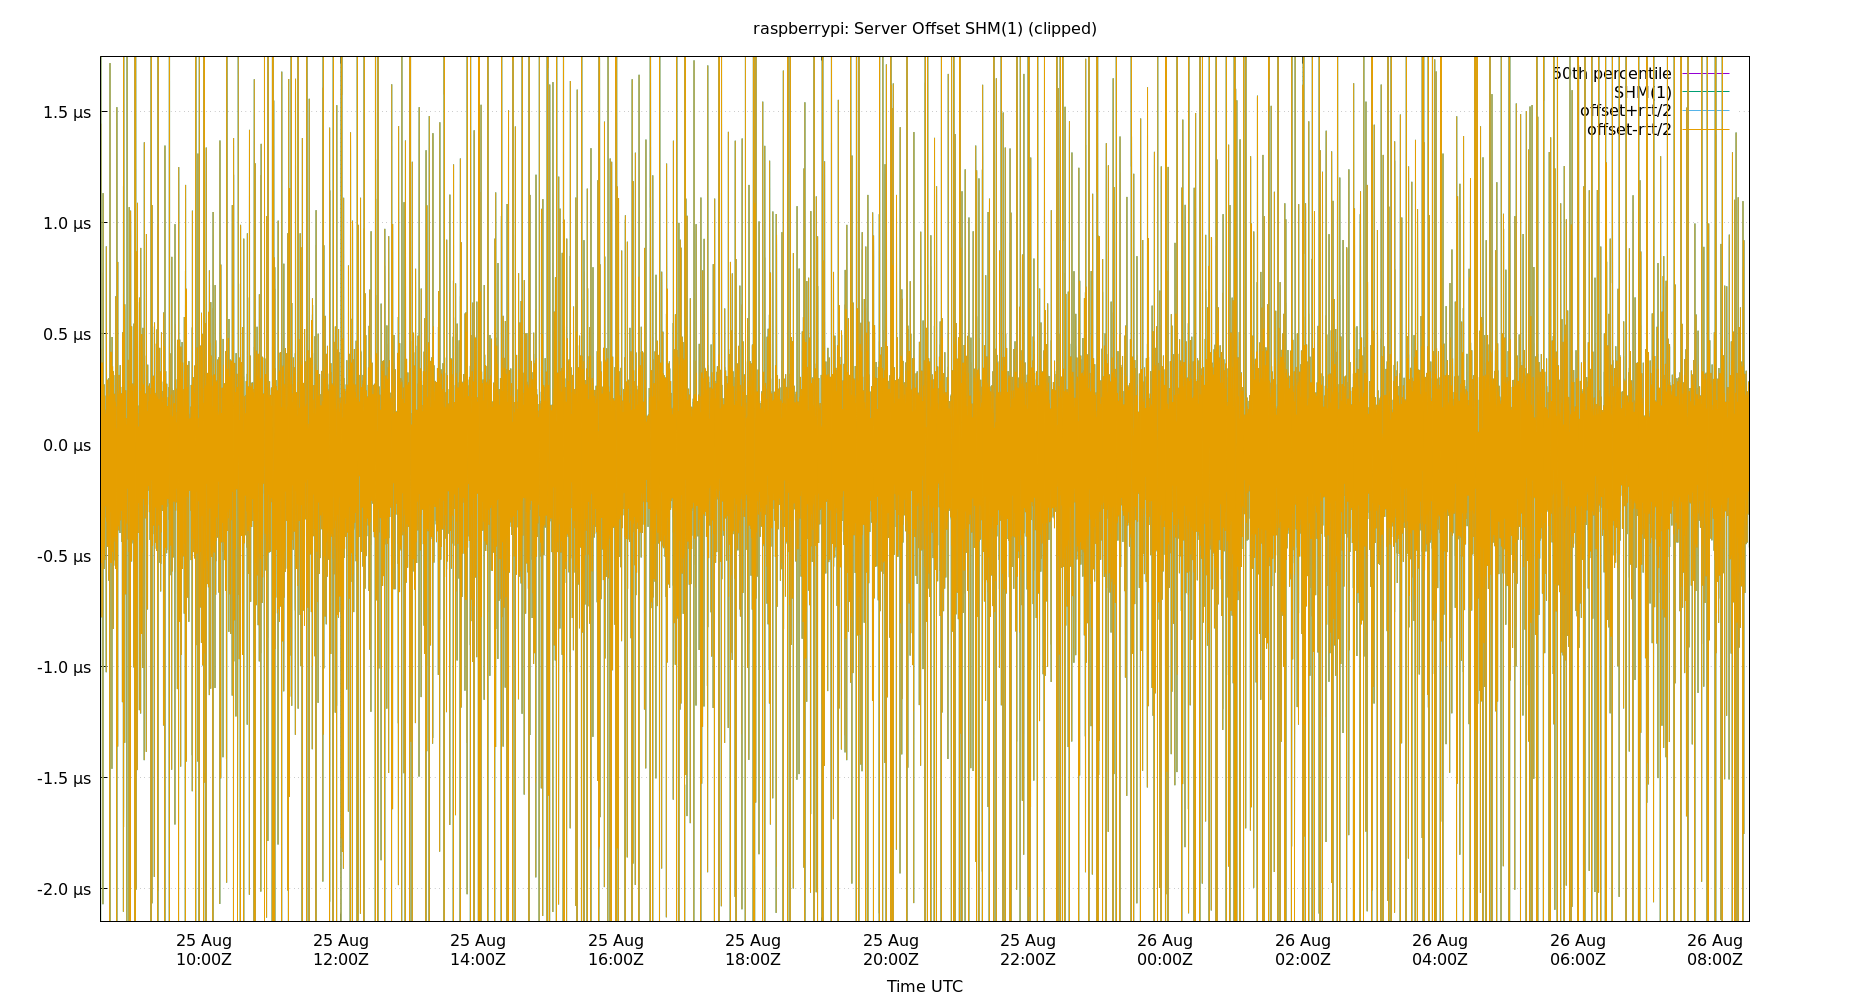 raspberrypi: Server Offset SHM(1) (clipped)
50th percentile
SHM(1)
offset+rtt/2
offset-rtt/2
1.5 µs
1.0 µs
0.5 µs
0.0 µs
-0.5 µs
-1.0 µs
-1.5 µs
-2.0 µs
25 Aug 25 Aug 25 Aug 25 Aug 25 Aug 25 Aug 25 Aug 26 Aug 26 Aug 26 Aug 26 Aug 26 Aug
10:00Z 12:00Z 14:00Z 16:00Z 18:00Z 20:00Z 22:00Z 00:00Z 02:00Z 04:00Z 06:00Z 08:00Z
Time UTC